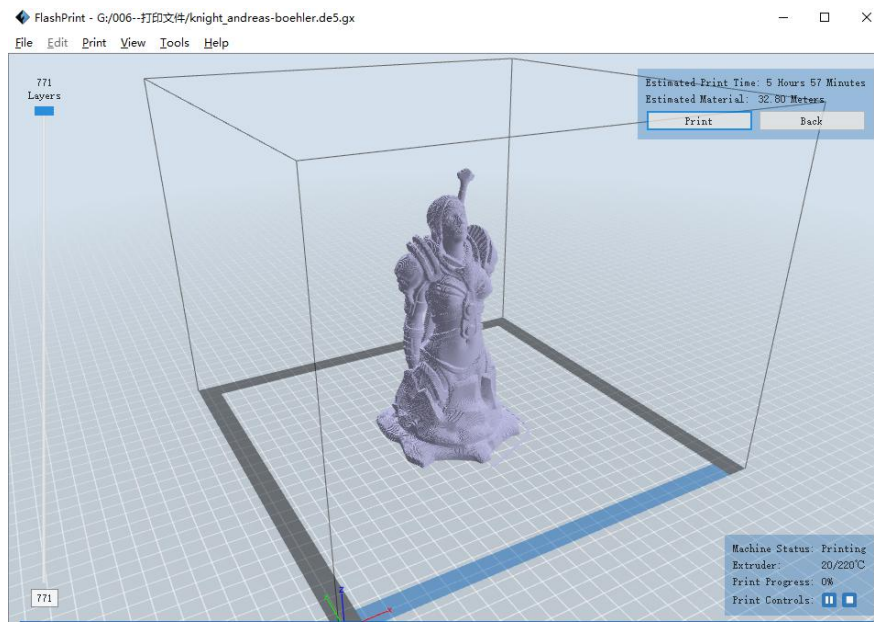 FlashPrint - G:/006--打印文件/knight_andreas-boehler.de5.gx
File Edit Print View Tools Help
771
Layers
Estimated Print Time: 5 Hours 57 Minutes
Estimated Material: 32.80 Meters
Print Back
Machine Status: Printing
Extruder: 20/220℃
Print Progress: 0%
Print Controls:
771
z
x